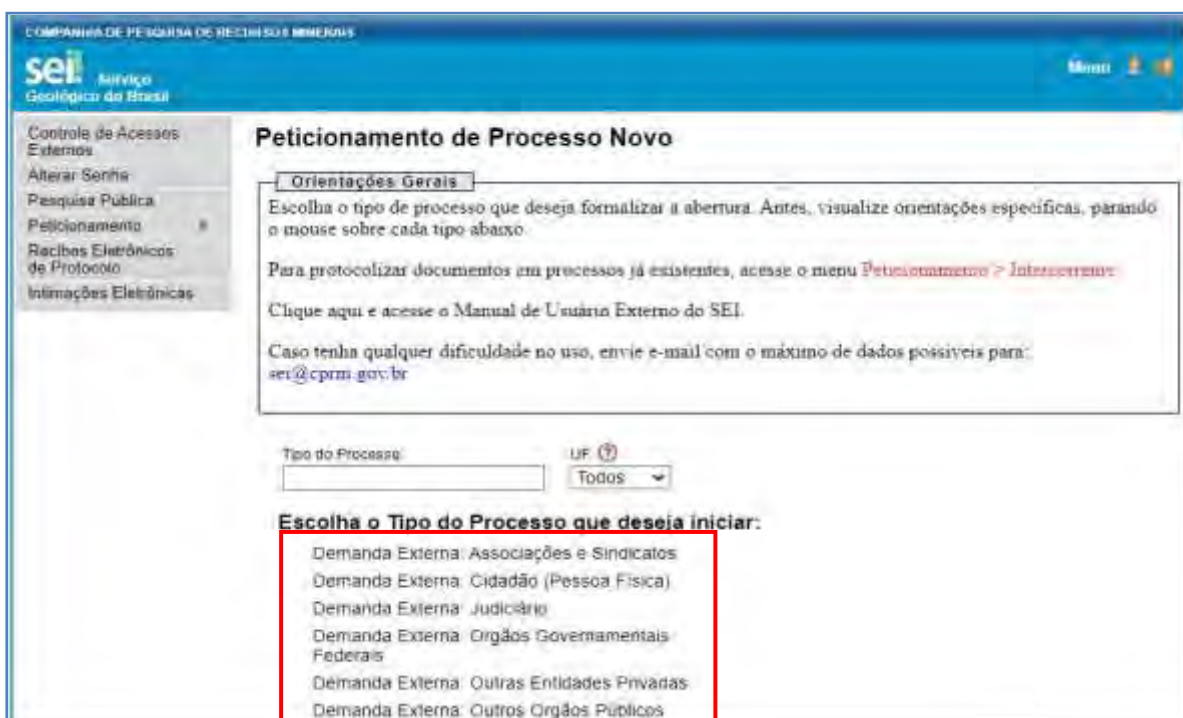 COMPANHIA DE PESQUISA DE RECURSOS MINERAIS
sei! Serviço
Geológico do Brasil
Menu
Controle de Acessos
Externos
Alterar Senha
Pesquisa Pública
Peticionamento
Recibos Eletrônicos
de Protocolo
Intimações Eletrônicas
Peticionamento de Processo Novo
Orientações Gerais
Escolha o tipo de processo que deseja formalizar a abertura. Antes, visualize orientações específicas, parando
o mouse sobre cada tipo abaixo.
Para protocolizar documentos em processos já existentes, acesse o menu Peticionamento > Intercorrente
Clique aqui e acesse o Manual de Usuário Externo do SEI.
Caso tenha qualquer dificuldade no uso, envie e-mail com o máximo de dados possíveis para:
sei@cprm.gov.br
Tipo do Processo:
UF: ?
Todos
Escolha o Tipo do Processo que deseja iniciar:
Demanda Externa: Associações e Sindicatos
Demanda Externa: Cidadão (Pessoa Física)
Demanda Externa: Judiciário
Demanda Externa: Orgãos Governamentais
Federais
Demanda Externa: Outras Entidades Privadas
Demanda Externa: Outros Orgãos Públicos